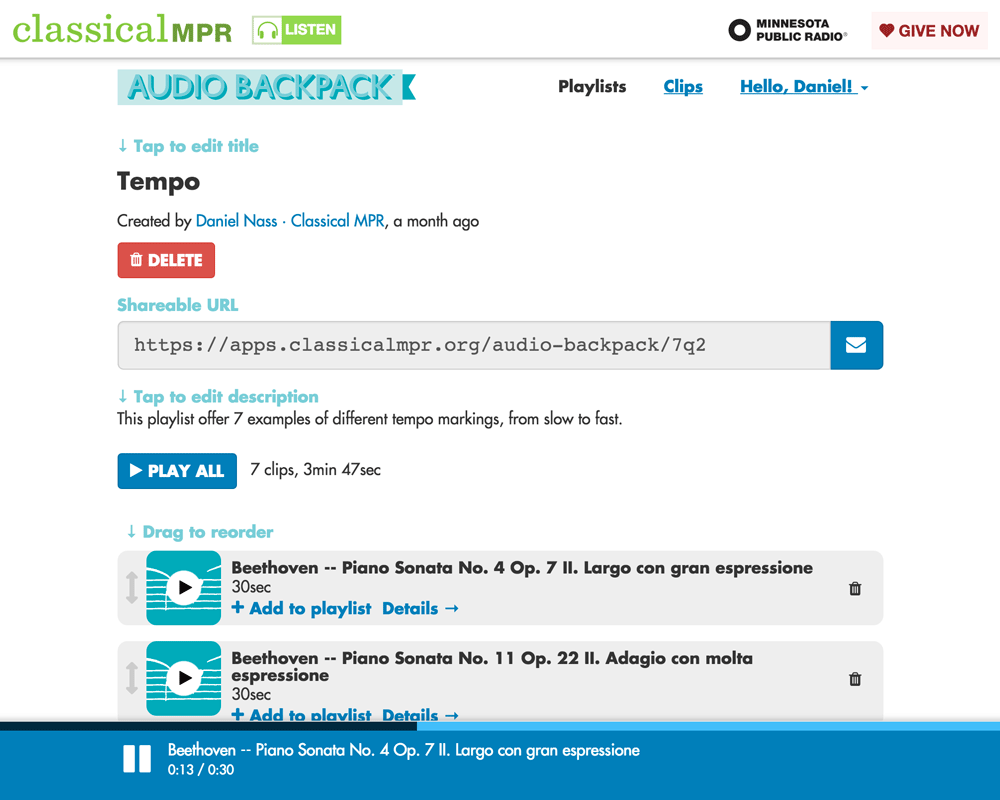 classical MPR LISTEN MINNESOTA PUBLIC RADIO® GIVE NOW
AUDIO BACKPACK Playlists Clips Hello, Daniel!
↓ Tap to edit title
Tempo
Created by Daniel Nass · Classical MPR, a month ago
DELETE
Shareable URL
https://apps.classicalmpr.org/audio-backpack/7q2
↓ Tap to edit description
This playlist offer 7 examples of different tempo markings, from slow to fast.
PLAY ALL 7 clips, 3min 47sec
↓ Drag to reorder
Beethoven -- Piano Sonata No. 4 Op. 7 II. Largo con gran espressione
30sec
+ Add to playlist Details →
Beethoven -- Piano Sonata No. 11 Op. 22 II. Adagio con molta
espressione
30sec
+ Add to playlist Details →
Beethoven -- Piano Sonata No. 4 Op. 7 II. Largo con gran espressione
0:13 / 0:30